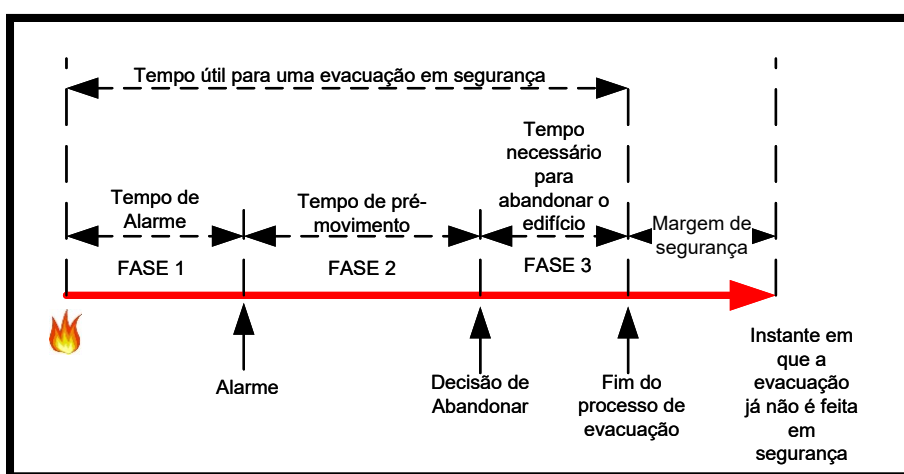 Tempo útil para uma evacuação em segurança
Tempo de
Alarme
Tempo de pré-
movimento
Tempo
necessário
para
abandonar o
edifício
Margem de
segurança
FASE 1
FASE 2
FASE 3
Alarme
Decisão de
Abandonar
Fim do
processo de
evacuação
Instante em
que a
evacuação
já não é feita
em
segurança